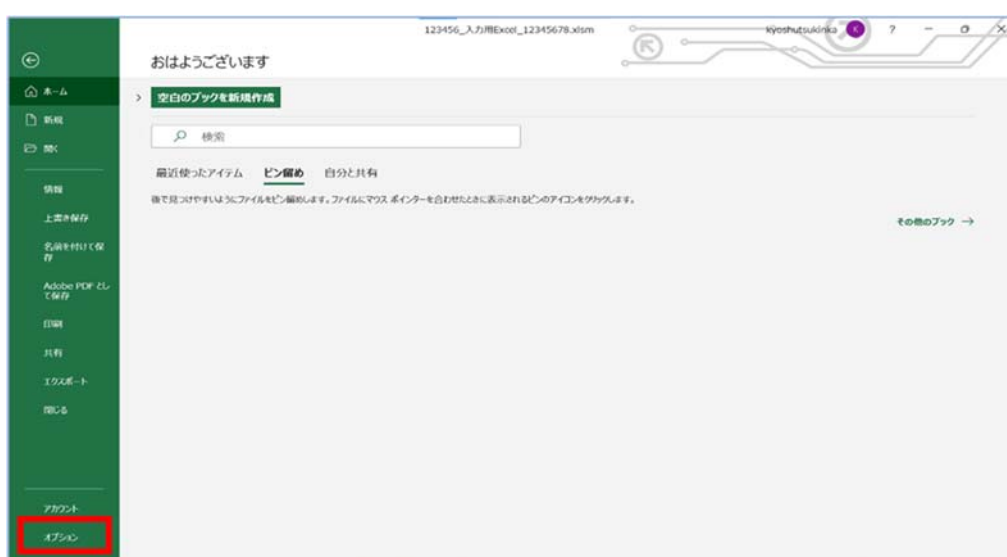 123456_入力用Excel_12345678.xlsm
kyoshutsukinka
K
?
おはようございます
ホーム
空白のブックを新規作成
新規
検索
開く
最近使ったアイテム ピン留め 自分と共有
後で見つけやすいようにファイルをピン留めします。ファイルにマウス ポインターを合わせたときに表示されるピンのアイコンをクリックします。
その他のブック →
情報
上書き保存
名前を付けて保
存
Adobe PDF とし
て保存
印刷
共有
エクスポート
閉じる
アカウント
オプション